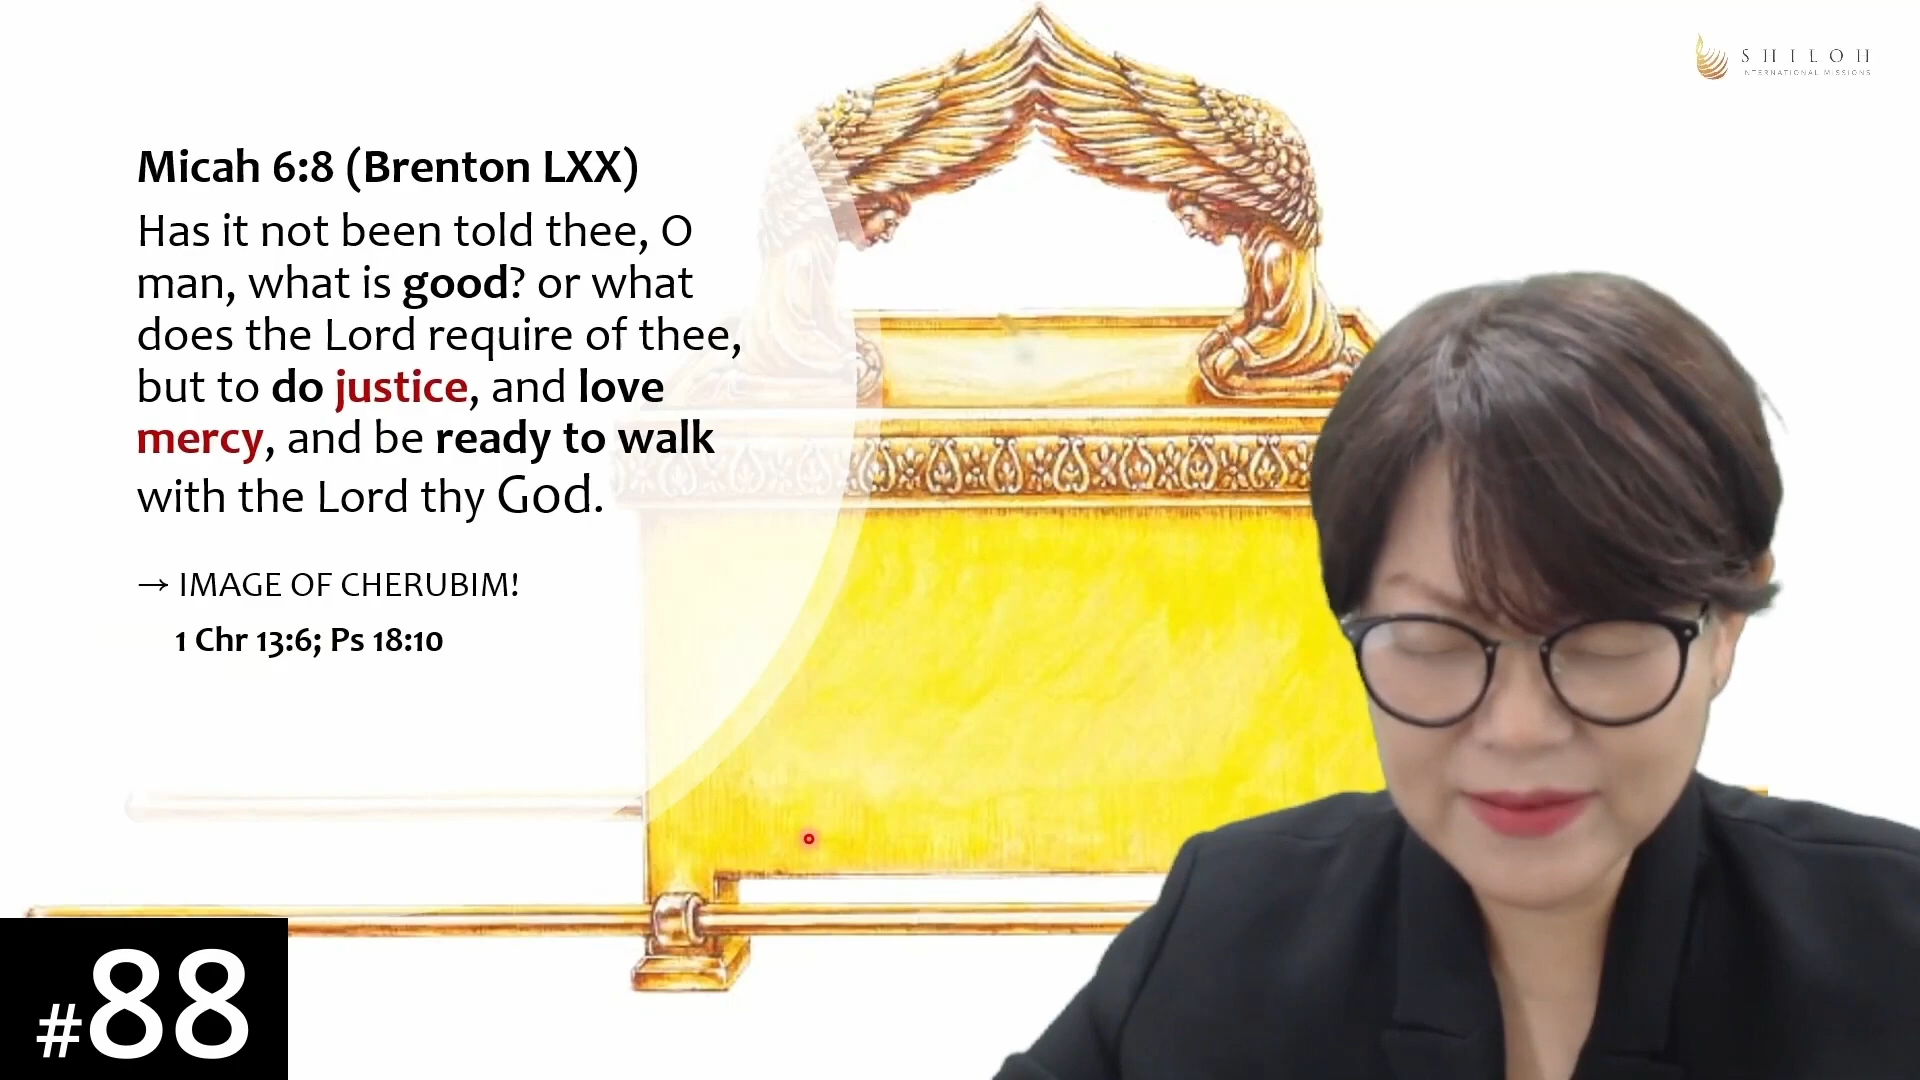 SHILOH
INTERNATIONAL MISSIONS
Micah 6:8 (Brenton LXX)
Has it not been told thee, O
man, what is good? or what
does the Lord require of thee,
but to do justice, and love
mercy, and be ready to walk
with the Lord thy God.
→ IMAGE OF CHERUBIM!
1 Chr 13:6; Ps 18:10
#88